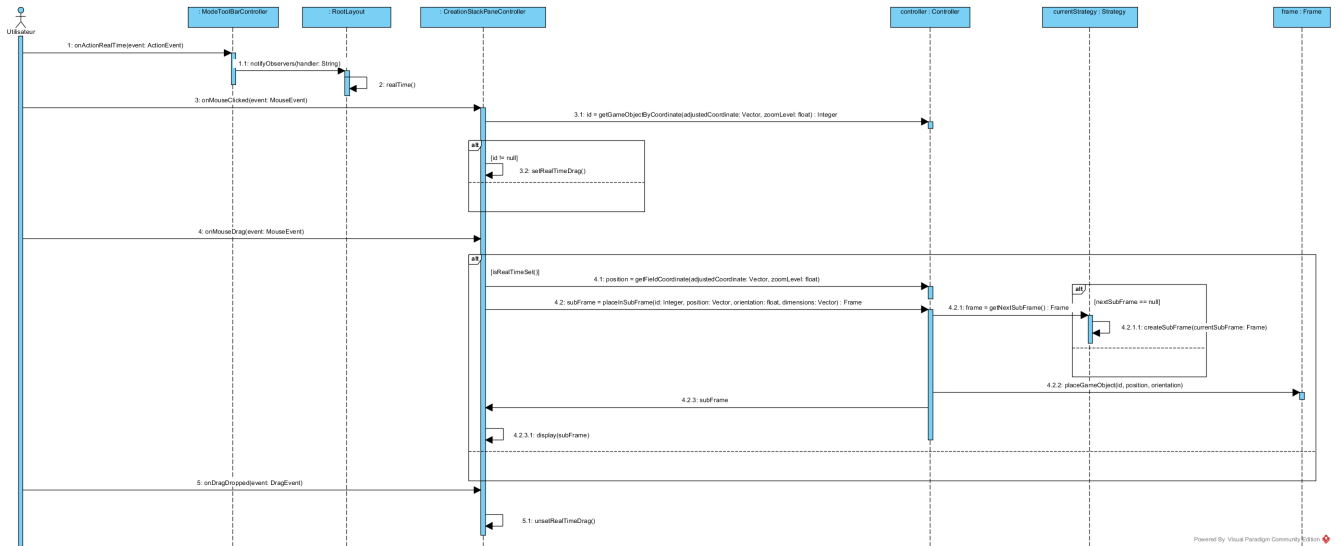 : ModeToolBarController
: RootLayout
: CreationStackPaneController
controller : Controller
currentStrategy : Strategy
frame : Frame
Utilisateur
1: onActionRealTime(event: ActionEvent)
1.1: notifyObservers(handler: String)
2: realTime()
3: onMouseClicked(event: MouseEvent)
3.1: id = getGameObjectByCoordinate(adjustedCoordinate: Vector, zoomLevel: float) : Integer
alt
[id != null]
3.2: setRealTimeDrag()
4: onMouseDrag(event: MouseEvent)
alt
[isRealTimeSet()]
4.1: position = getFieldCoordinate(adjustedCoordinate: Vector, zoomLevel: float)
alt
[nextSubFrame == null]
4.2: subFrame = placeInSubFrame(id: Integer, position: Vector, orientation: float, dimensions: Vector) : Frame
4.2.1: frame = getNextSubFrame() : Frame
4.2.1.1: createSubFrame(currentSubFrame: Frame)
4.2.2: placeGameObject(id, position, orientation)
4.2.3: subFrame
4.2.3.1: display(subFrame)
5: onDragDropped(event: DragEvent)
5.1: unsetRealTimeDrag()
Powered By Visual Paradigm Community Edition